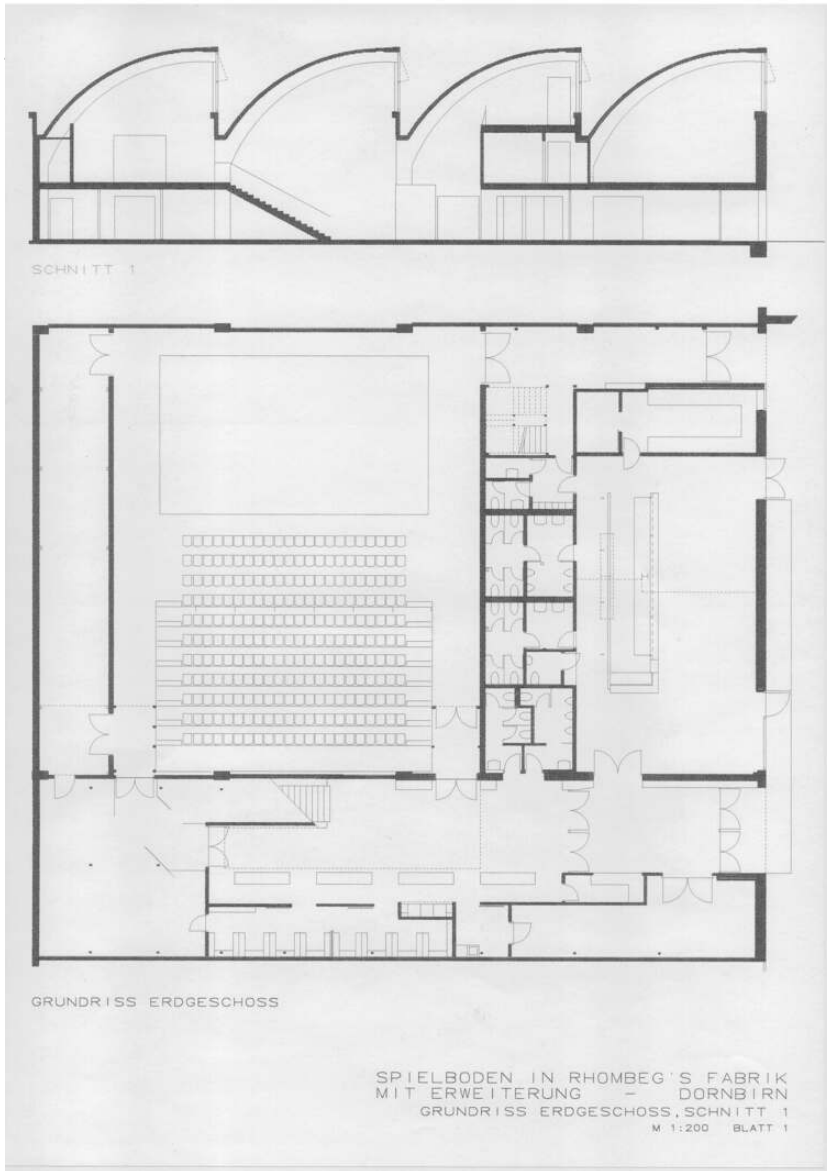 SCHNITT 1
GRUNDRISS ERDGESCHOSS
SPIELBODEN IN RHOMBEG'S FABRIK
MIT ERWEITERUNG - DORNBIRN
GRUNDRISS ERDGESCHOSS, SCHNITT 1
M 1:200 BLATT 1